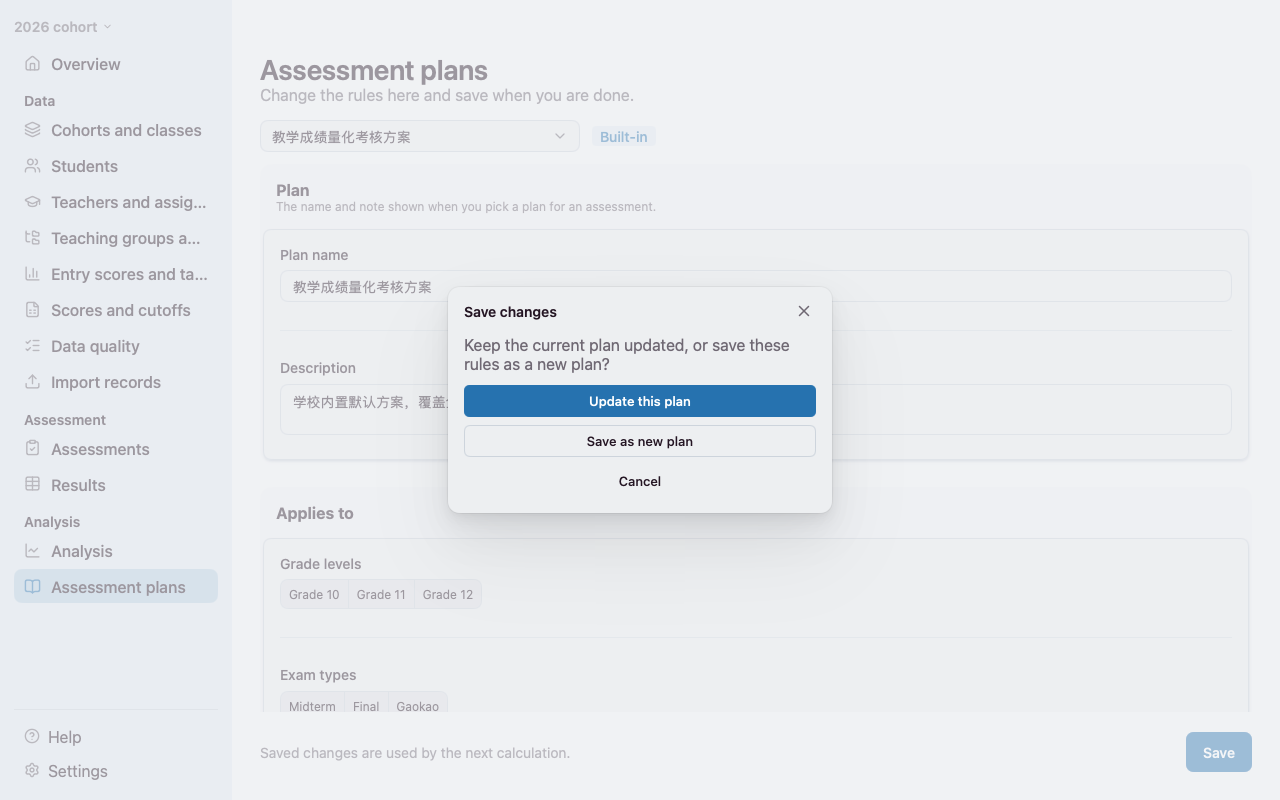 2026 cohort
Overview
Data
Cohorts and classes
Students
Teachers and assig...
Teaching groups a...
Entry scores and ta...
Scores and cutoffs
Data quality
Import records
Assessment
Assessments
Results
Analysis
Analysis
Assessment plans
Help
Settings
Assessment plans
Change the rules here and save when you are done.
教学成绩量化考核方案
Built-in
Plan
The name and note shown when you pick a plan for an assessment.
Plan name
教学成绩量化考核方案
Description
学校内置默认方案，覆盖
Save changes
Keep the current plan updated, or save these
rules as a new plan?
Update this plan
Save as new plan
Cancel
Applies to
Grade levels
Grade 10
Grade 11
Grade 12
Exam types
Midterm
Final
Gaokao
Saved changes are used by the next calculation.
Save